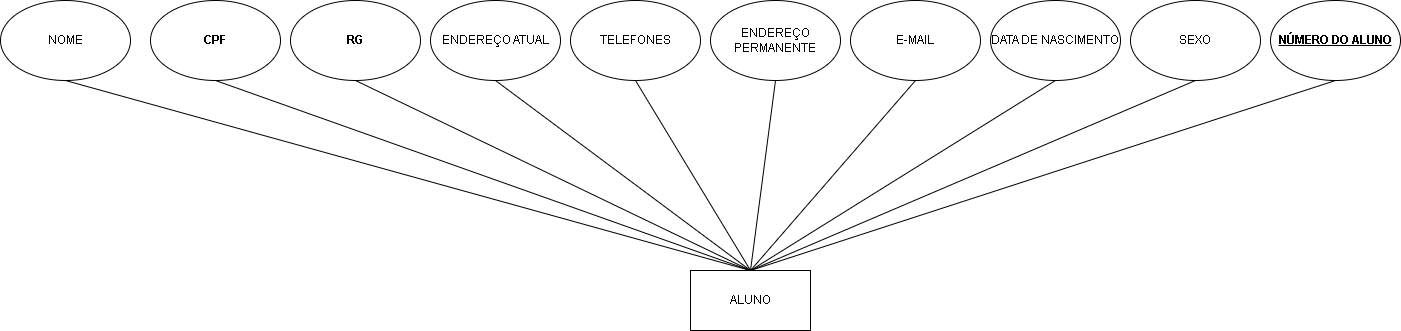 NOME
CPF
RG
ENDEREÇO ATUAL
TELEFONES
ENDEREÇO
PERMANENTE
E-MAIL
DATA DE NASCIMENTO
SEXO
NÚMERO DO ALUNO
ALUNO